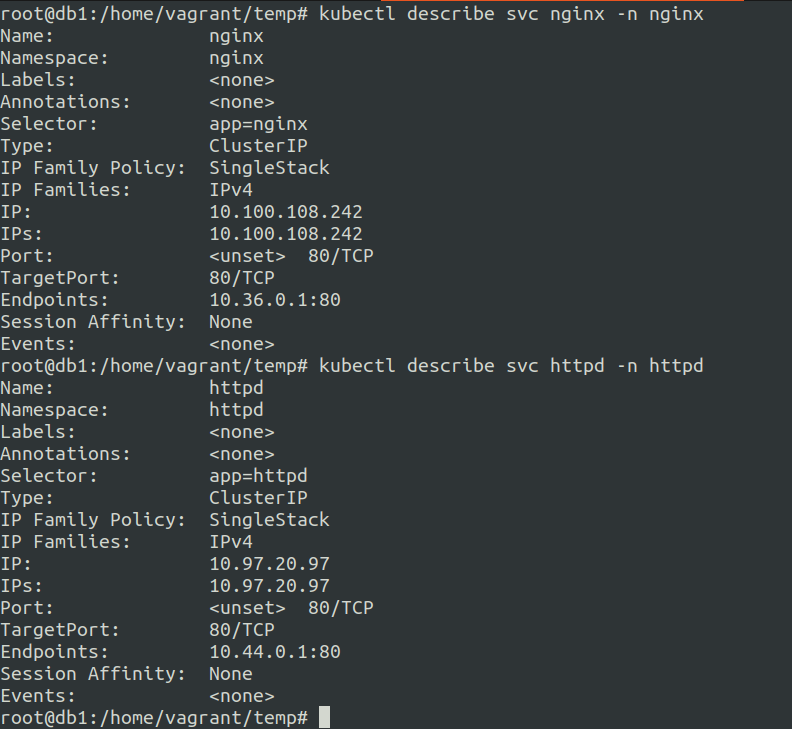 root@db1:/home/vagrant/temp# kubectl describe svc nginx -n nginx
Name:              nginx
Namespace:         nginx
Labels:            <none>
Annotations:       <none>
Selector:          app=nginx
Type:              ClusterIP
IP Family Policy:  SingleStack
IP Families:       IPv4
IP:                10.100.108.242
IPs:               10.100.108.242
Port:              <unset>  80/TCP
TargetPort:        80/TCP
Endpoints:         10.36.0.1:80
Session Affinity:  None
Events:            <none>
root@db1:/home/vagrant/temp# kubectl describe svc httpd -n httpd
Name:              httpd
Namespace:         httpd
Labels:            <none>
Annotations:       <none>
Selector:          app=httpd
Type:              ClusterIP
IP Family Policy:  SingleStack
IP Families:       IPv4
IP:                10.97.20.97
IPs:               10.97.20.97
Port:              <unset>  80/TCP
TargetPort:        80/TCP
Endpoints:         10.44.0.1:80
Session Affinity:  None
Events:            <none>
root@db1:/home/vagrant/temp#